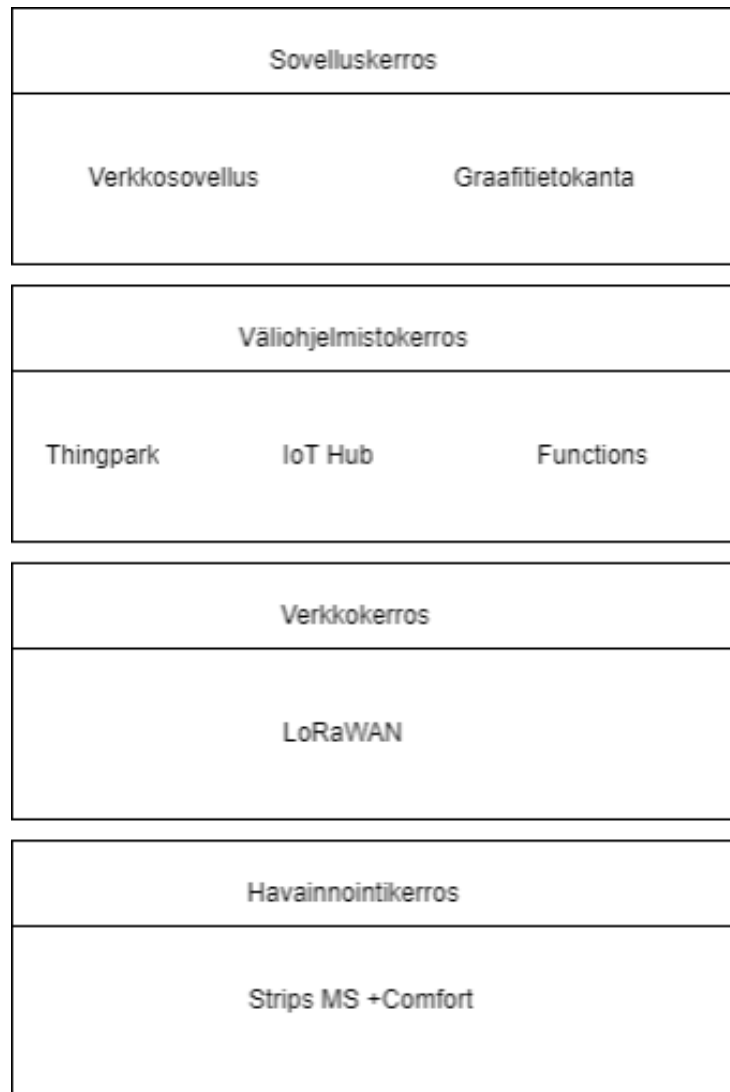 Sovelluskerros
Verkkosovellus Graafitietokanta
Väliohjelmistokerros
Thingpark IoT Hub Functions
Verkkokerros
LoRaWAN
Havainnointikerros
Strips MS +Comfort